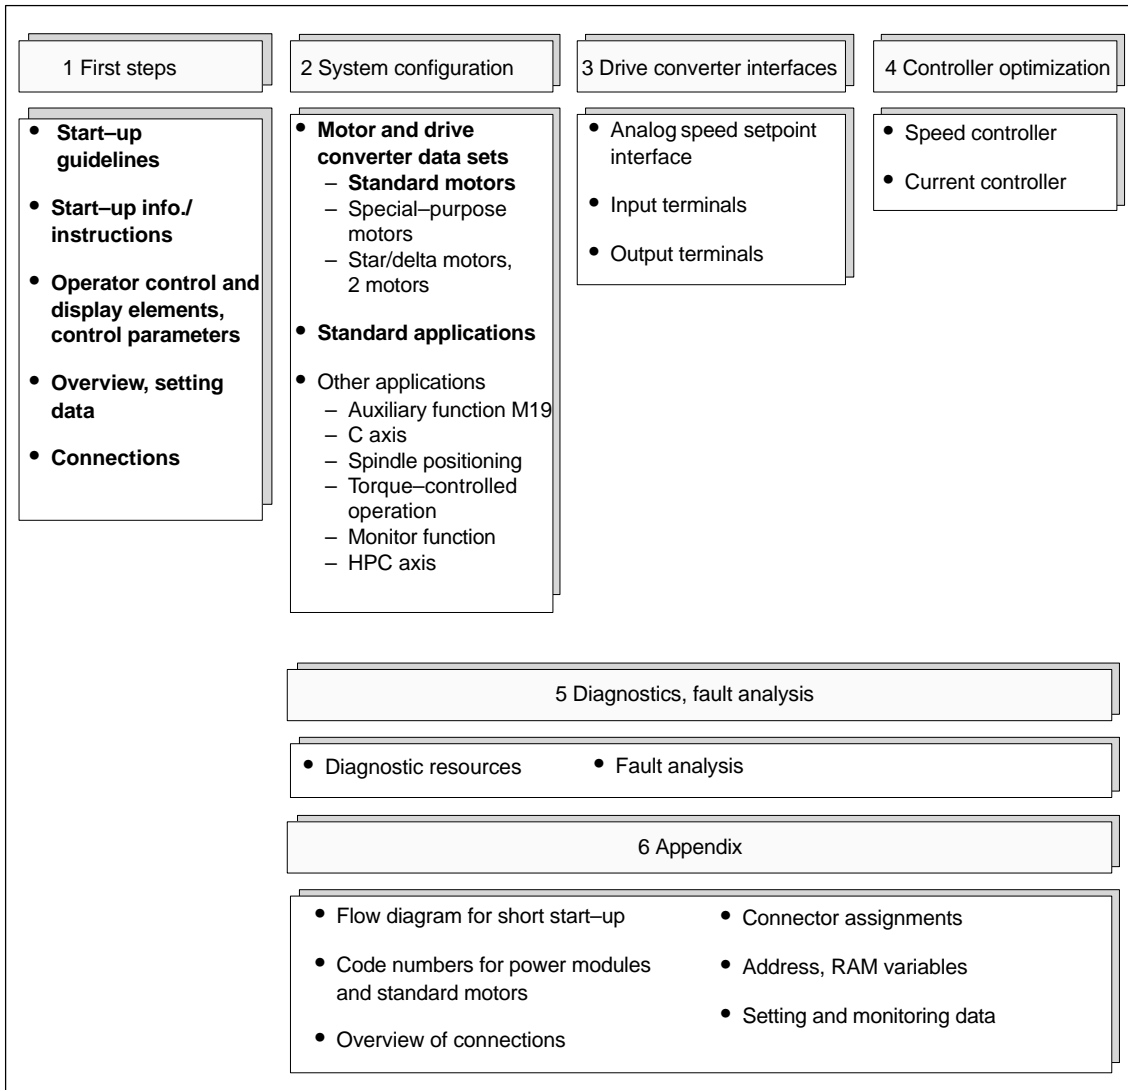 1 First steps
• Start–up
guidelines
• Start–up info./
instructions
• Operator control and
display elements,
control parameters
• Overview, setting
data
• Connections
2 System configuration
• Motor and drive
converter data sets
– Standard motors
– Special–purpose
motors
– Star/delta motors,
2 motors
• Standard applications
• Other applications
– Auxiliary function M19
– C axis
– Spindle positioning
– Torque–controlled
operation
– Monitor function
– HPC axis
3 Drive converter interfaces
• Analog speed setpoint
interface
• Input terminals
• Output terminals
4 Controller optimization
• Speed controller
• Current controller
5 Diagnostics, fault analysis
• Diagnostic resources
• Fault analysis
6 Appendix
• Flow diagram for short start–up
• Code numbers for power modules
and standard motors
• Overview of connections
• Connector assignments
• Address, RAM variables
• Setting and monitoring data